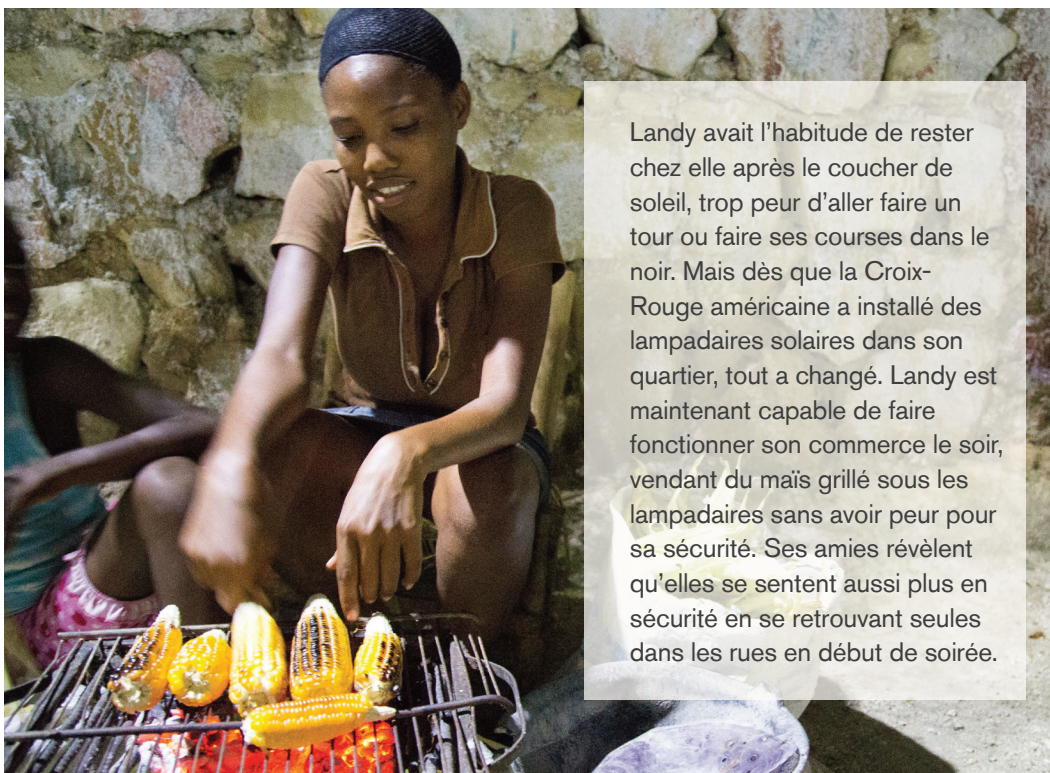 Landy avait l’habitude de rester
chez elle après le coucher de
soleil, trop peur d’aller faire un
tour ou faire ses courses dans le
noir. Mais dès que la Croix-
Rouge américaine a installé des
lampadaires solaires dans son
quartier, tout a changé. Landy est
maintenant capable de faire
fonctionner son commerce le soir,
vendant du maïs grillé sous les
lampadaires sans avoir peur pour
sa sécurité. Ses amies révèlent
qu’elles se sentent aussi plus en
sécurité en se retrouvant seules
dans les rues en début de soirée.